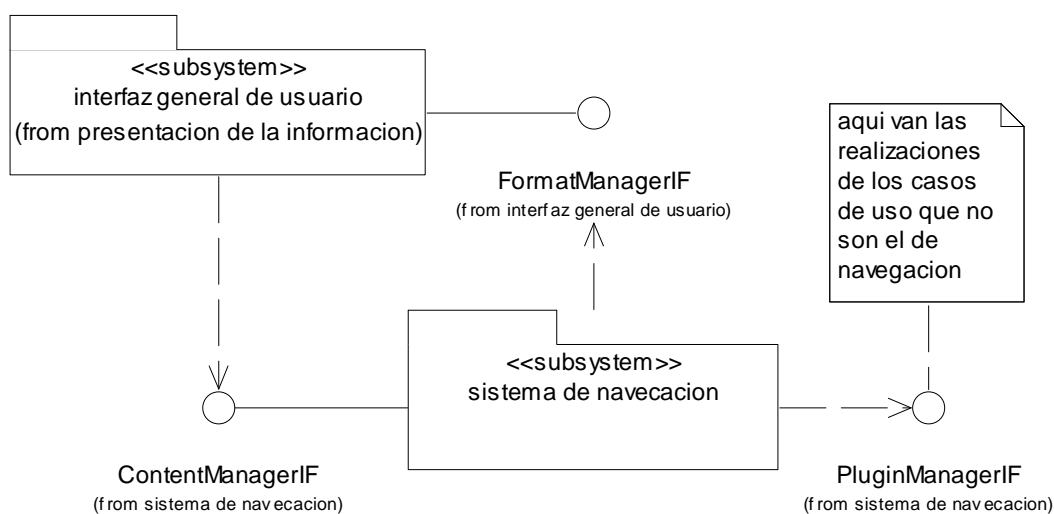 <<subsystem>>
interfaz general de usuario
(from presentacion de la informacion)
FormatManagerIF
(from interfaz general de usuario)
aqui van las
realizaciones
de los casos
de uso que no
son el de
navegacion
<<subsystem>>
sistema de navecacion
ContentManagerIF
(from sistema de navecacion)
PluginManagerIF
(from sistema de navecacion)